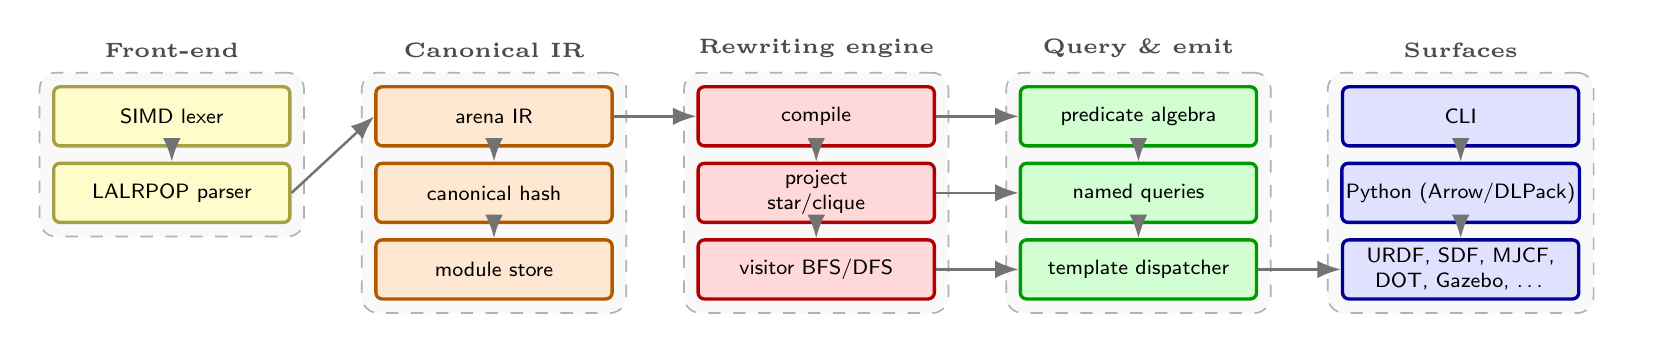 Front-end
SIMD lexer
LALRPOP parser
Canonical IR
arena IR
canonical hash
module store
Rewriting engine
compile
project
star/clique
visitor BFS/DFS
Query & emit
predicate algebra
named queries
template dispatcher
Surfaces
CLI
Python (Arrow/DLPack)
URDF, SDF, MJCF,
DOT, Gazebo, ...